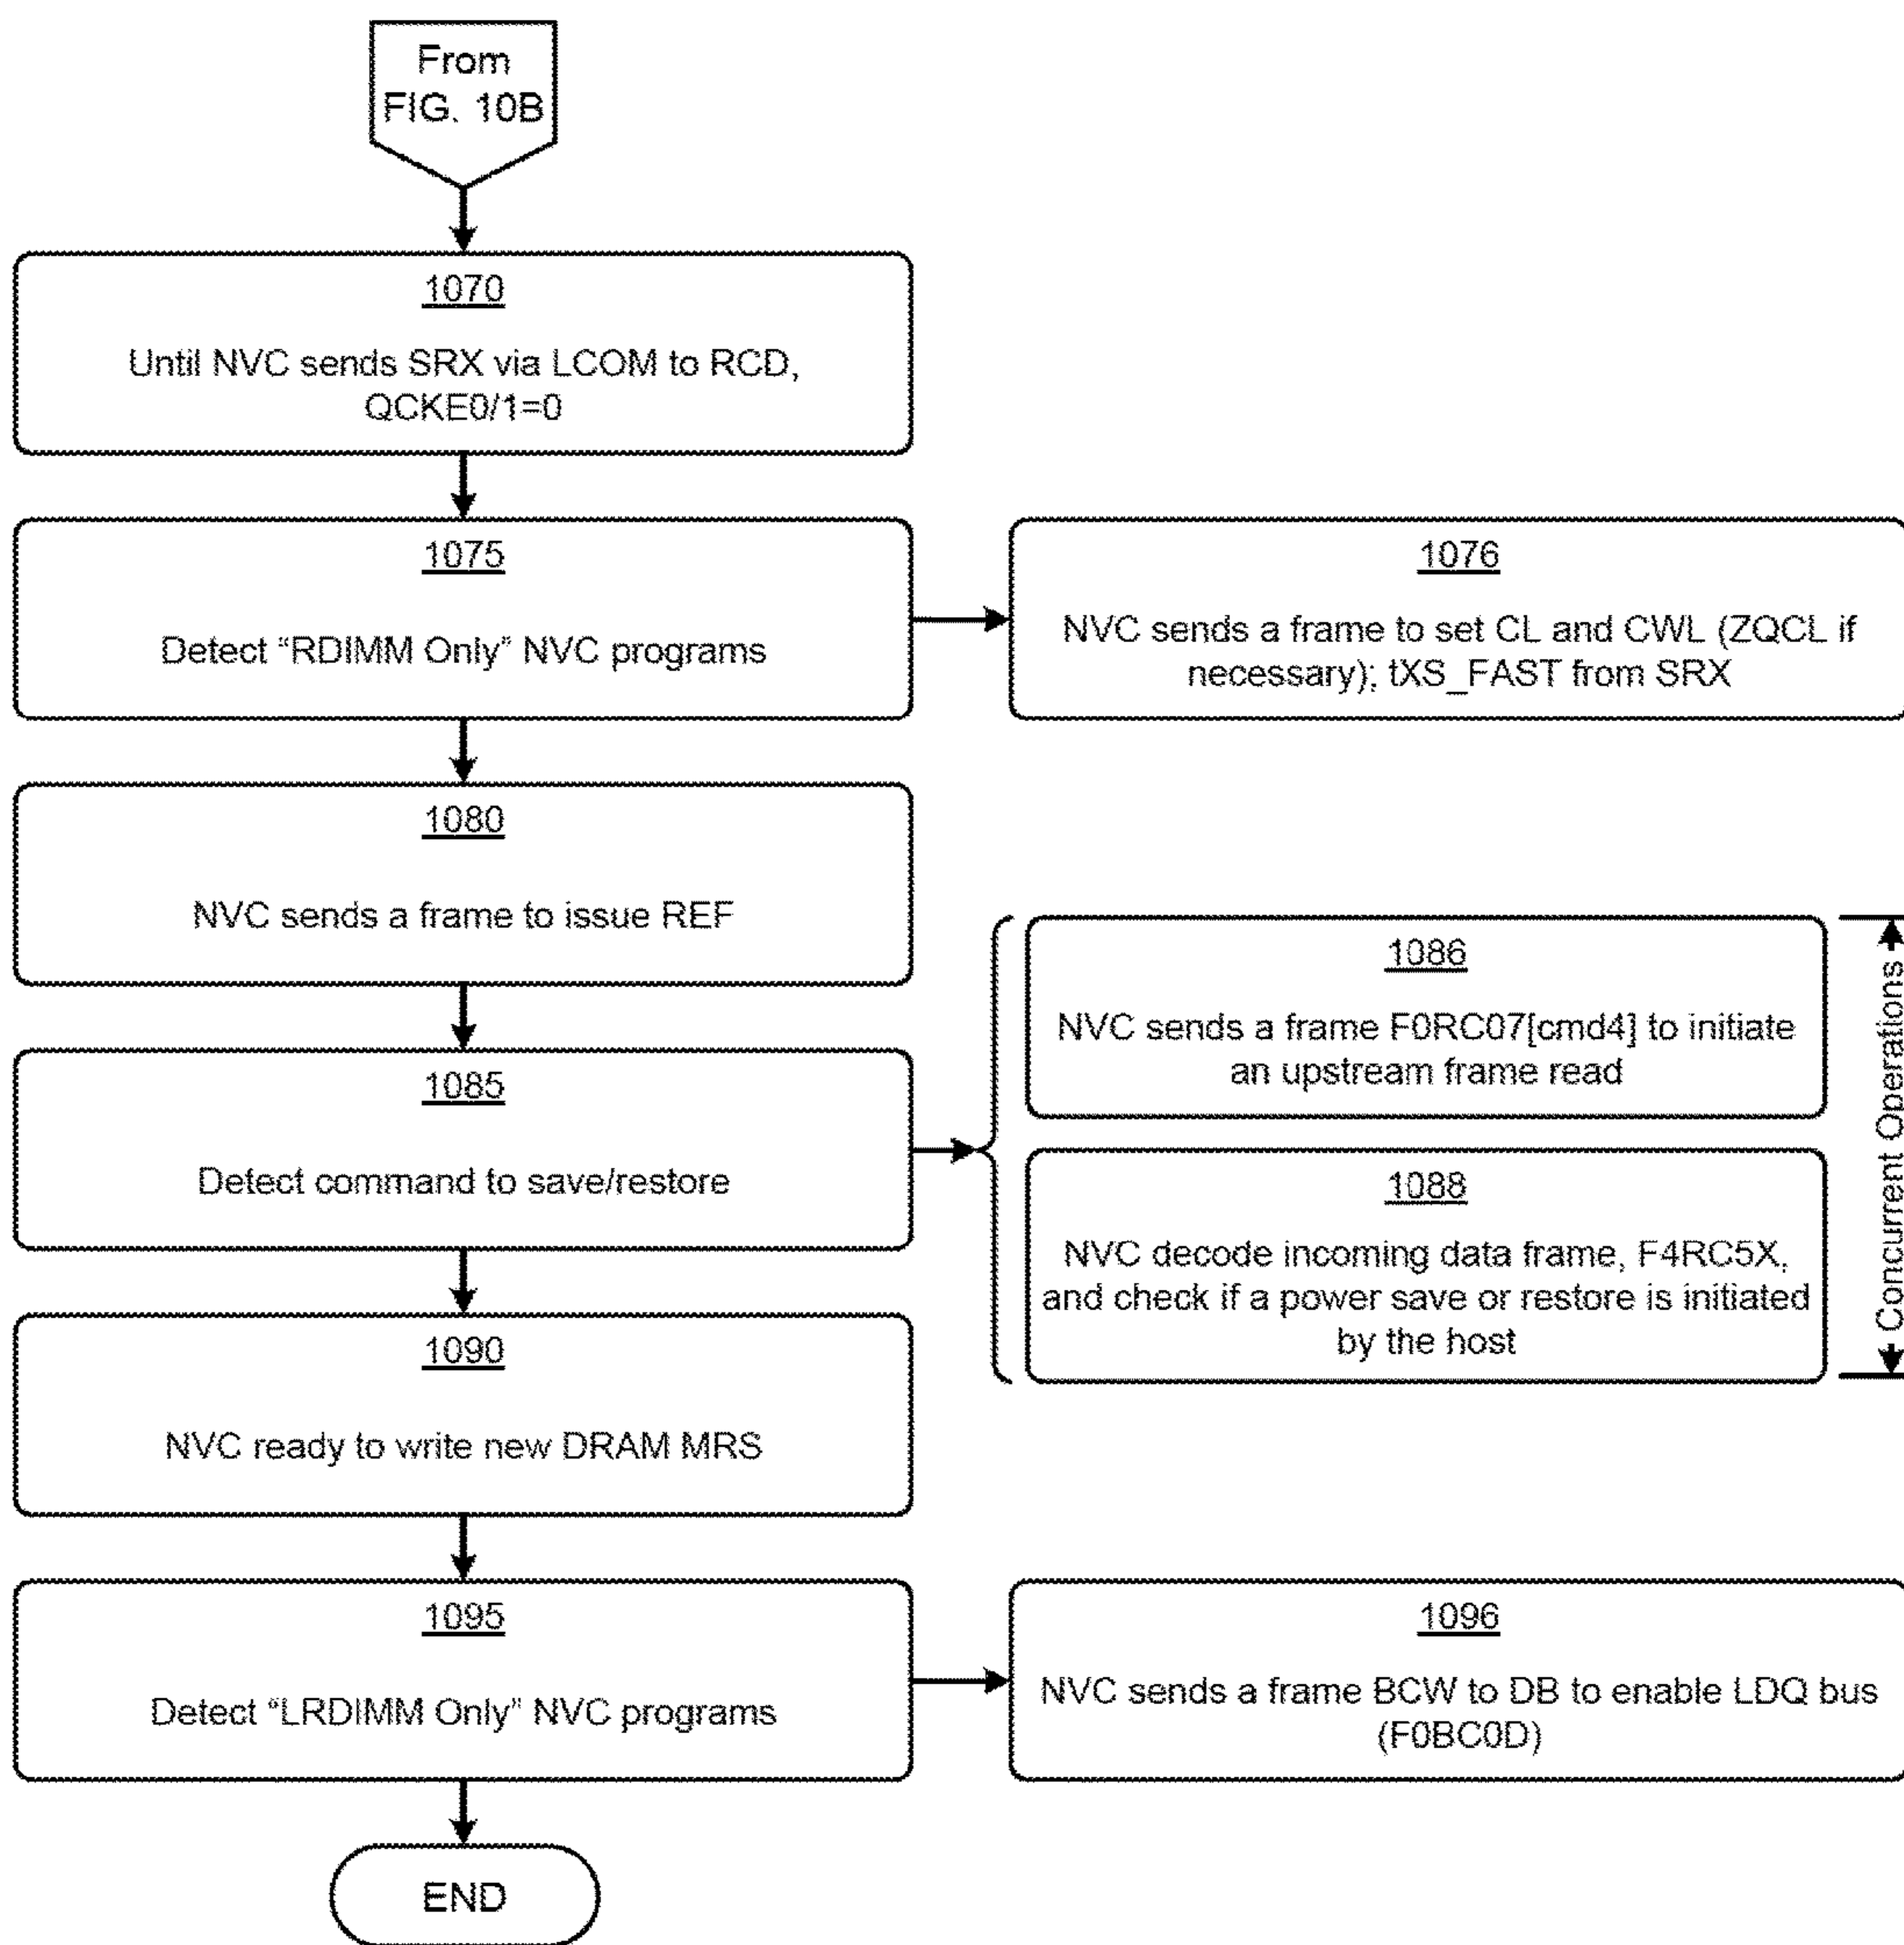 From
FIG. 10B
1070
Until NVC sends SRX via LCOM to RCD,
QCKE0/1=0
1075
Detect “RDIMM Only” NVC programs
1076
NVC sends a frame to set CL and CWL (ZQCL if
necessary); tXS_FAST from SRX
1080
NVC sends a frame to issue REF
1085
Detect command to save/restore
1086
NVC sends a frame F0RC07[cmd4] to initiate
an upstream frame read
1088
NVC decode incoming data frame, F4RC5X,
and check if a power save or restore is initiated
by the host
Concurrent Operations
1090
NVC ready to write new DRAM MRS
1095
Detect “LRDIMM Only” NVC programs
1096
NVC sends a frame BCW to DB to enable LDQ bus
(F0BC0D)
END